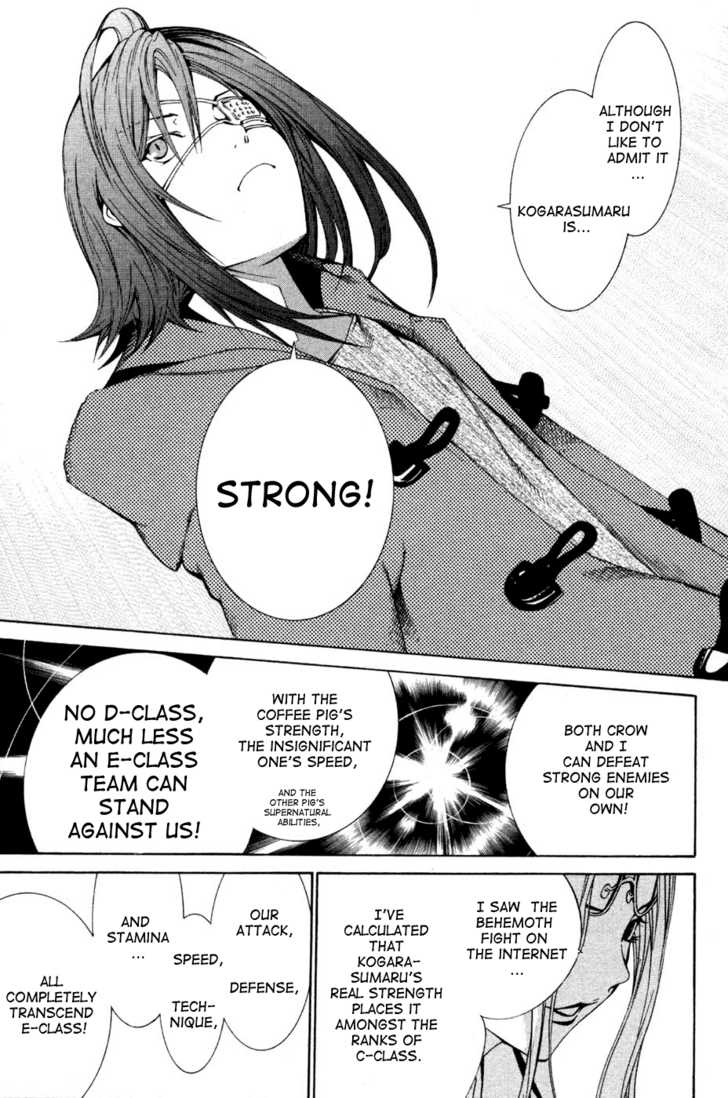 ALTHOUGH
I DON'T
LIKE TO
ADMIT IT
...
KOGARASUMARU
IS...
STRONG!
BOTH CROW
AND I
CAN DEFEAT
STRONG ENEMIES
ON OUR
OWN!
WITH THE
COFFEE PIG'S
STRENGTH,
THE INSIGNIFICANT
ONE'S SPEED,
AND THE
OTHER PIG'S
SUPERNATURAL
ABILITIES,
NO D-CLASS,
MUCH LESS
AN E-CLASS
TEAM CAN
STAND
AGAINST US!
I SAW THE
BEHEMOTH
FIGHT ON
THE INTERNET
...
I'VE
CALCULATED
THAT
KOGARA-
SUMARU'S
REAL STRENGTH
PLACES IT
AMONGST THE
RANKS OF
C-CLASS.
OUR
ATTACK,
DEFENSE,
SPEED,
TECH-
NIQUE,
AND
STAMINA
...
ALL
COMPLETELY
TRANSCEND
E-CLASS!